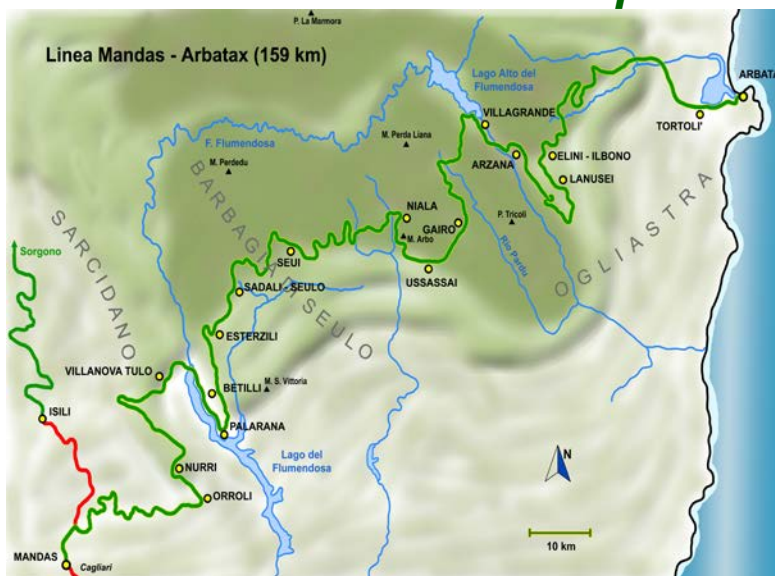 P. La Marmora
Linea Mandas - Arbatax (159 km)
Lago Alto del
Flumendosa
ARBATA
VILLAGRANDE
TORTOLI'
F. Flumendosa
M. Perda Liana
ARZANA
ELINI - ILBONO
M. Perdedu
LANUSEI
BARBAGIA DI SEULO
SARCIDANO
NIALA
P. Tricoli
GAIRO
M. Arbo
OGLIASTRA
Sorgono
SEUI
Rio Pardu
USSASSAI
SADALI - SEULO
ESTERZILI
VILLANOVA TULO
M. S. Vittoria
BETILLI
ISILI
PALARANA
Lago del
Flumendosa
N
NURRI
ORROLI
10 km
MANDAS
Cagliari